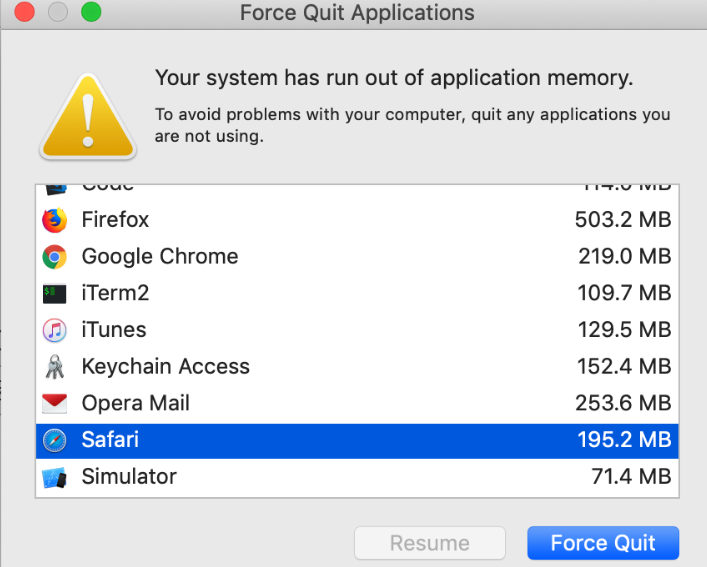 Force Quit Applications
Your system has run out of application memory.
To avoid problems with your computer, quit any applications you
are not using.
Code 114.0 MB
Firefox 503.2 MB
Google Chrome 219.0 MB
iTerm2 109.7 MB
iTunes 129.5 MB
Keychain Access 152.4 MB
Opera Mail 253.6 MB
Safari 195.2 MB
Simulator 71.4 MB
Resume Force Quit